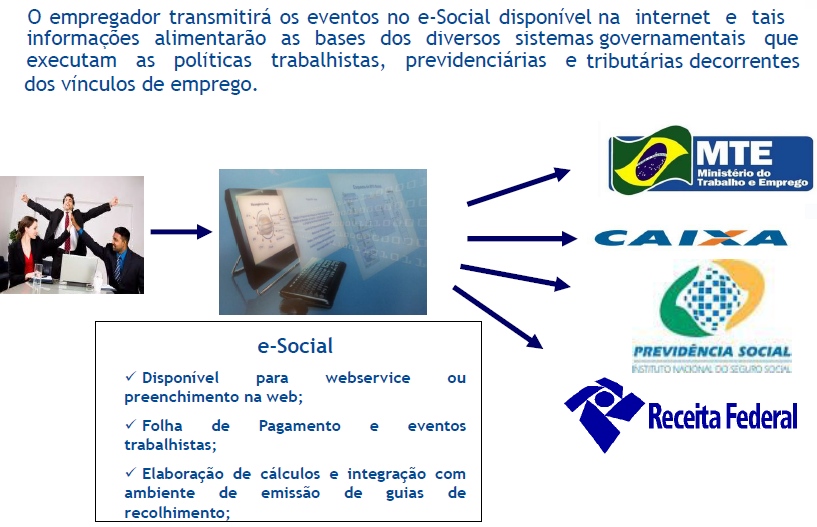 O empregador transmitirá os eventos no e-Social disponível na internet e tais
informações alimentarão as bases dos diversos sistemas governamentais que
executam as políticas trabalhistas, previdenciárias e tributárias decorrentes
dos vínculos de emprego.
MTE
Ministério do
Trabalho e Emprego
CAIXA
PREVIDÊNCIA SOCIAL
INSTITUTO NACIONAL DO SEGURO SOCIAL
Receita Federal
e-Social
✓ Disponível para webservice ou
preenchimento na web;
✓ Folha de Pagamento e eventos
trabalhistas;
✓ Elaboração de cálculos e integração com
ambiente de emissão de guias de
recolhimento;